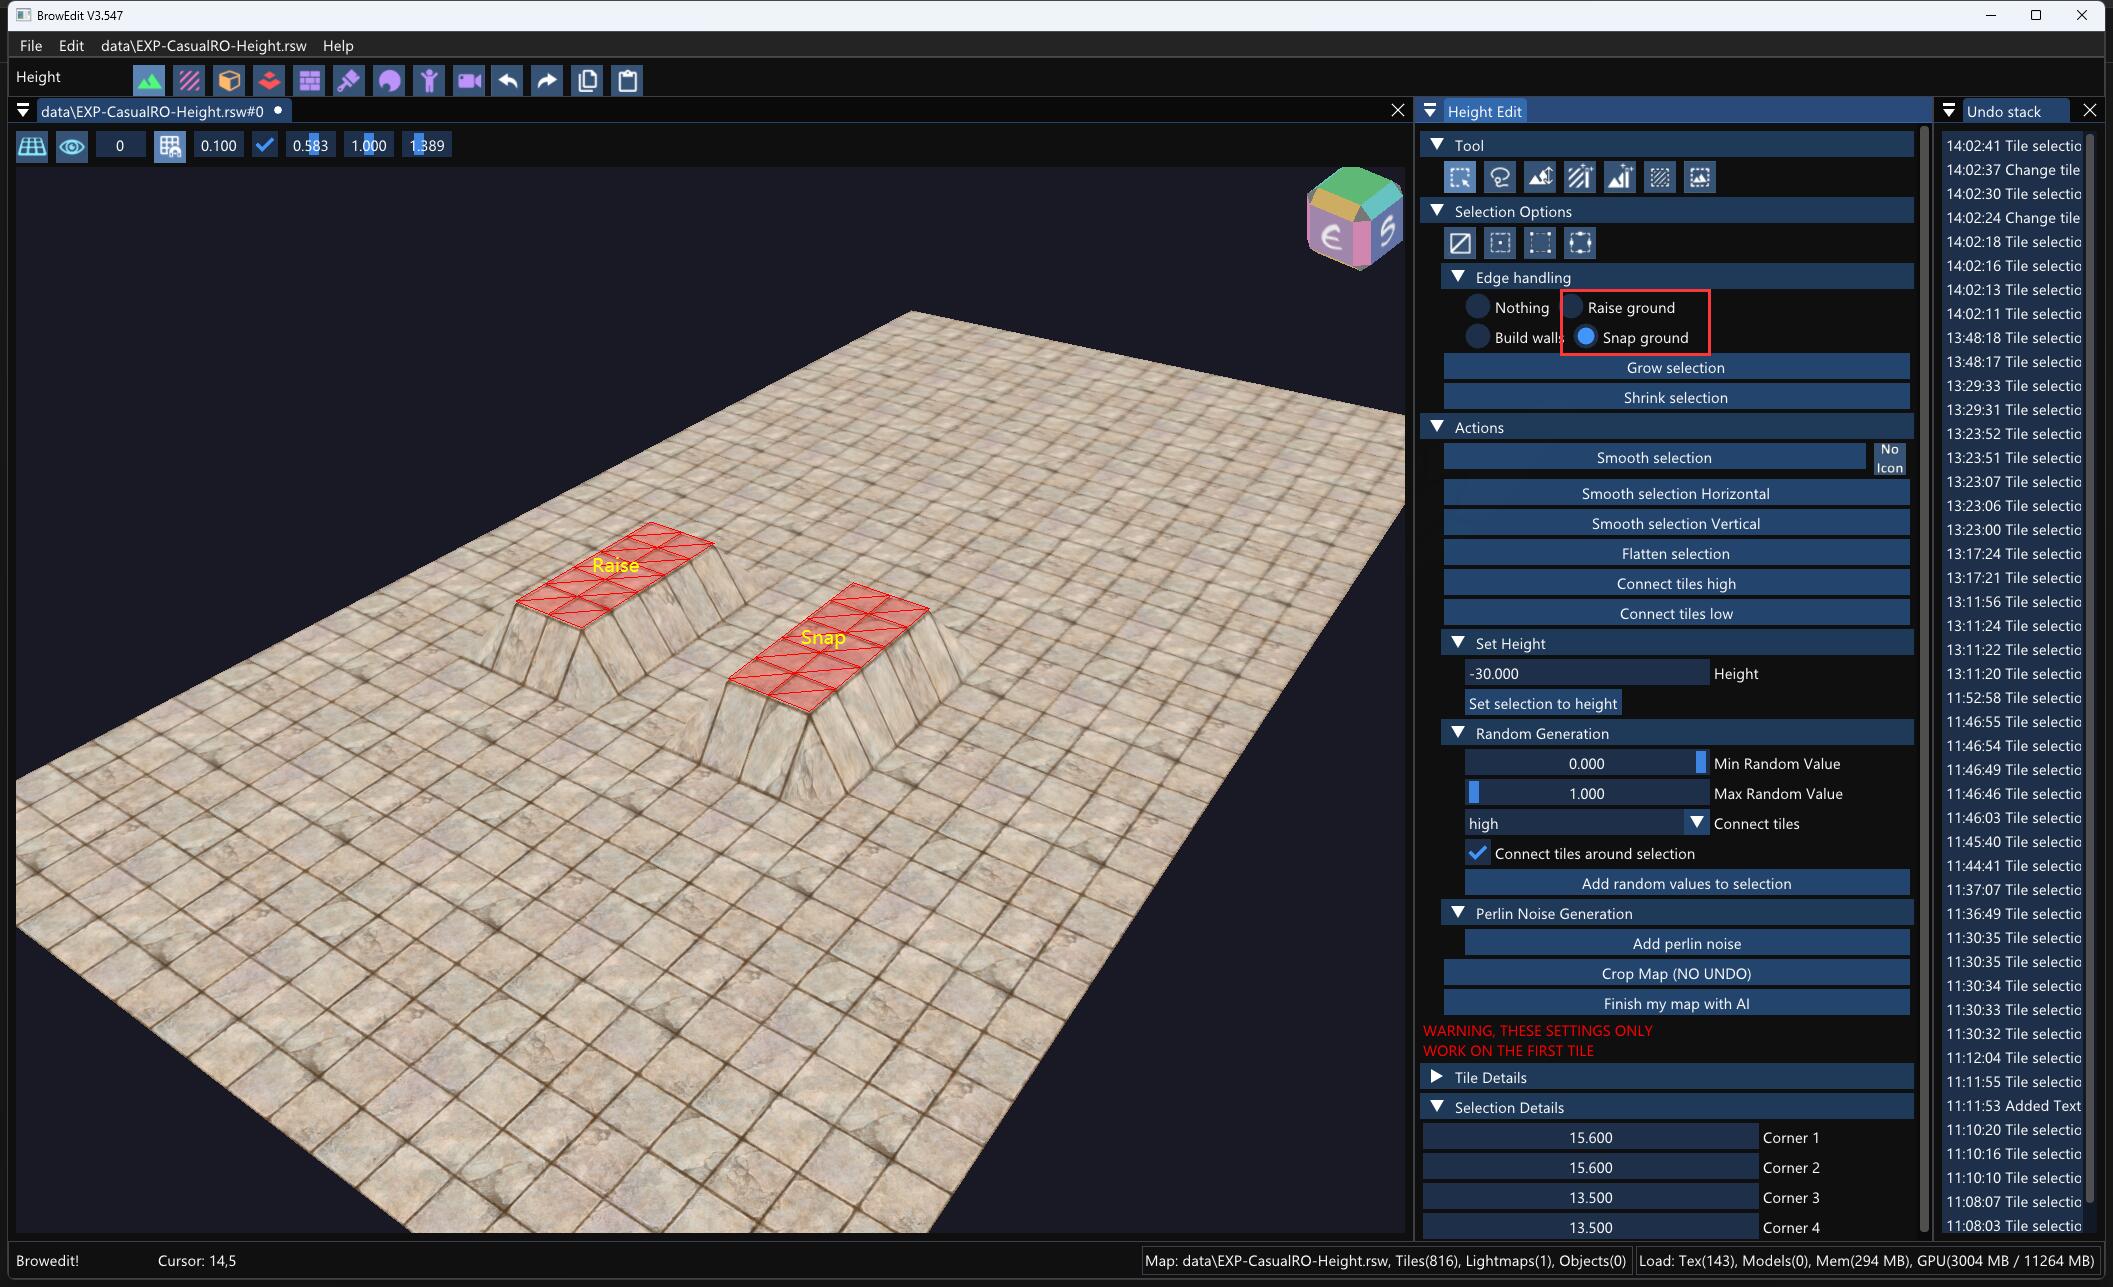 BrowEdit V3.547
File Edit data\EXP-CasualRO-Height.rsw Help
Height
data\EXP-CasualRO-Height.rsw#0
0 0.100 0.583 1.000 1.389
E S
Raise
Snap
Height Edit
Tool
Selection Options
Edge handling
Nothing Raise ground
Build walls Snap ground
Grow selection
Shrink selection
Actions
Smooth selection No Icon
Smooth selection Horizontal
Smooth selection Vertical
Flatten selection
Connect tiles high
Connect tiles low
Set Height
-30.000 Height
Set selection to height
Random Generation
0.000 Min Random Value
1.000 Max Random Value
high Connect tiles
Connect tiles around selection
Add random values to selection
Perlin Noise Generation
Add perlin noise
Crop Map (NO UNDO)
Finish my map with AI
WARNING, THESE SETTINGS ONLY
WORK ON THE FIRST TILE
Tile Details
Selection Details
15.600 Corner 1
15.600 Corner 2
13.500 Corner 3
13.500 Corner 4
Undo stack
14:02:41 Tile selectio
14:02:37 Change tile
14:02:30 Tile selectio
14:02:24 Change tile
14:02:18 Tile selectio
14:02:16 Tile selectio
14:02:13 Tile selectio
14:02:11 Tile selectio
13:48:18 Tile selectio
13:48:17 Tile selectio
13:29:33 Tile selectio
13:29:31 Tile selectio
13:23:52 Tile selectio
13:23:51 Tile selectio
13:23:07 Tile selectio
13:23:06 Tile selectio
13:23:00 Tile selectio
13:17:24 Tile selectio
13:17:21 Tile selectio
13:11:56 Tile selectio
13:11:24 Tile selectio
13:11:22 Tile selectio
13:11:20 Tile selectio
11:52:58 Tile selectio
11:46:55 Tile selectio
11:46:54 Tile selectio
11:46:49 Tile selectio
11:46:46 Tile selectio
11:46:03 Tile selectio
11:45:40 Tile selectio
11:44:41 Tile selectio
11:37:07 Tile selectio
11:36:49 Tile selectio
11:30:35 Tile selectio
11:30:35 Tile selectio
11:30:34 Tile selectio
11:30:33 Tile selectio
11:30:32 Tile selectio
11:12:04 Tile selectio
11:11:55 Tile selectio
11:11:53 Added Text
11:10:20 Tile selectio
11:10:16 Tile selectio
11:10:10 Tile selectio
11:08:07 Tile selectio
11:08:03 Tile selectio
Browedit! Cursor: 14,5
Map: data\EXP-CasualRO-Height.rsw, Tiles(816), Lightmaps(1), Objects(0) Load: Tex(143), Models(0), Mem(294 MB), GPU(3004 MB / 11264 MB)